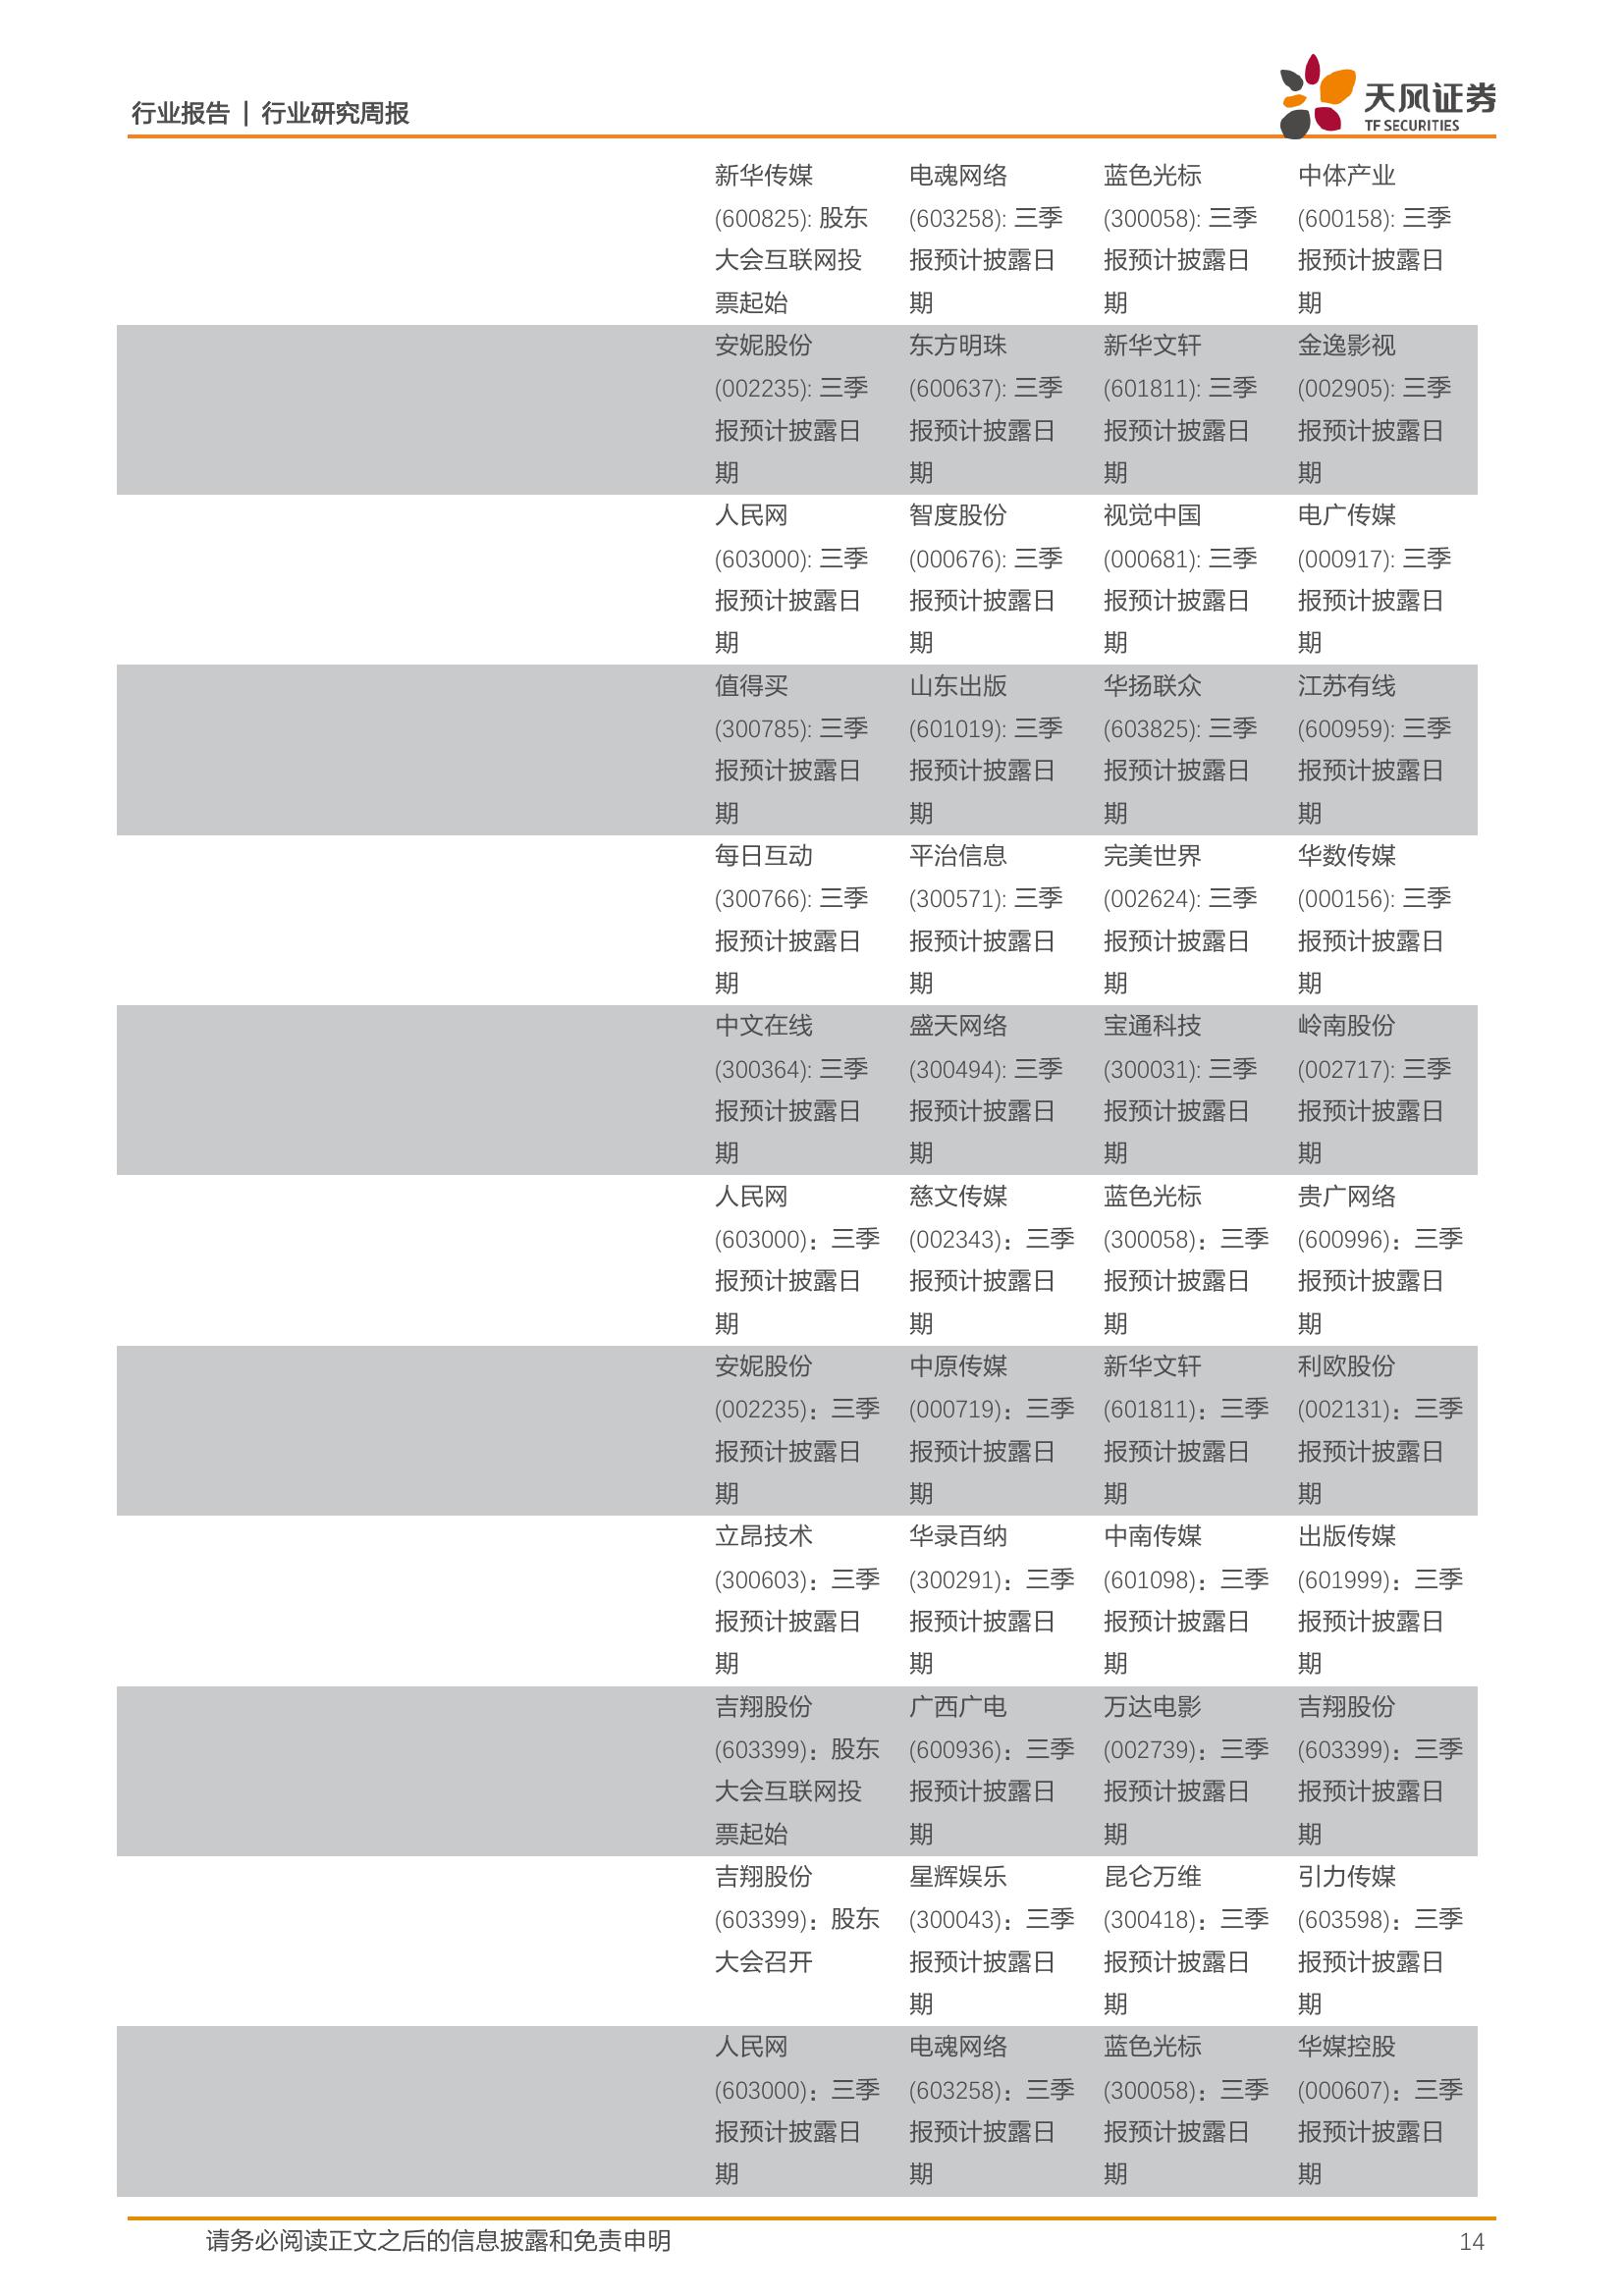 行业报告 | 行业研究周报
天风证券
TF SECURITIES
新华传媒 电魂网络 蓝色光标 中体产业
(600825): 股东 (603258): 三季 (300058): 三季 (600158): 三季
大会互联网投 报预计披露日 报预计披露日 报预计披露日
票起始 期 期 期
安妮股份 东方明珠 新华文轩 金逸影视
(002235): 三季 (600637): 三季 (601811): 三季 (002905): 三季
报预计披露日 报预计披露日 报预计披露日 报预计披露日
期 期 期 期
人民网 智度股份 视觉中国 电广传媒
(603000): 三季 (000676): 三季 (000681): 三季 (000917): 三季
报预计披露日 报预计披露日 报预计披露日 报预计披露日
期 期 期 期
值得买 山东出版 华扬联众 江苏有线
(300785): 三季 (601019): 三季 (603825): 三季 (600959): 三季
报预计披露日 报预计披露日 报预计披露日 报预计披露日
期 期 期 期
每日互动 平治信息 完美世界 华数传媒
(300766): 三季 (300571): 三季 (002624): 三季 (000156): 三季
报预计披露日 报预计披露日 报预计披露日 报预计披露日
期 期 期 期
中文在线 盛天网络 宝通科技 岭南股份
(300364): 三季 (300494): 三季 (300031): 三季 (002717): 三季
报预计披露日 报预计披露日 报预计披露日 报预计披露日
期 期 期 期
人民网 慈文传媒 蓝色光标 贵广网络
(603000)：三季 (002343)：三季 (300058)：三季 (600996)：三季
报预计披露日 报预计披露日 报预计披露日 报预计披露日
期 期 期 期
安妮股份 中原传媒 新华文轩 利欧股份
(002235)：三季 (000719)：三季 (601811)：三季 (002131)：三季
报预计披露日 报预计披露日 报预计披露日 报预计披露日
期 期 期 期
立昂技术 华录百纳 中南传媒 出版传媒
(300603)：三季 (300291)：三季 (601098)：三季 (601999)：三季
报预计披露日 报预计披露日 报预计披露日 报预计披露日
期 期 期 期
吉翔股份 广西广电 万达电影 吉翔股份
(603399)：股东 (600936)：三季 (002739)：三季 (603399)：三季
大会互联网投 报预计披露日 报预计披露日 报预计披露日
票起始 期 期 期
吉翔股份 星辉娱乐 昆仑万维 引力传媒
(603399)：股东 (300043)：三季 (300418)：三季 (603598)：三季
大会召开 报预计披露日 报预计披露日 报预计披露日
期 期 期
人民网 电魂网络 蓝色光标 华媒控股
(603000)：三季 (603258)：三季 (300058)：三季 (000607)：三季
报预计披露日 报预计披露日 报预计披露日 报预计披露日
期 期 期 期
请务必阅读正文之后的信息披露和免责申明 14